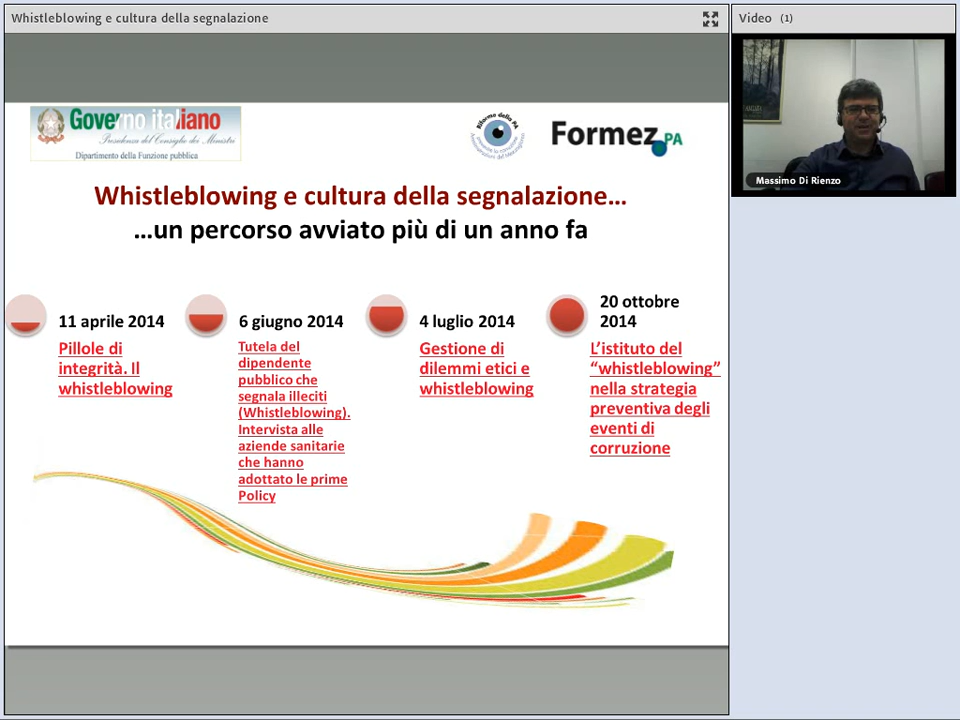 Whistleblowing e cultura della segnalazione
Video (1)
Governo italiano
Presidenza del Consiglio dei Ministri
Dipartimento della Funzione pubblica
Riforme della PA
Formez PA
Massimo Di Rienzo
Whistleblowing e cultura della segnalazione…
…un percorso avviato più di un anno fa
11 aprile 2014
Pillole di
integrità. Il
whistleblowing
6 giugno 2014
Tutela del
dipendente
pubblico che
segnala illeciti
(Whistleblowing).
Intervista alle
aziende sanitarie
che hanno
adottato le prime
Policy
4 luglio 2014
Gestione di
dilemmi etici e
whistleblowing
20 ottobre
2014
L’istituto del
“whistleblowing”
nella strategia
preventiva degli
eventi di
corruzione